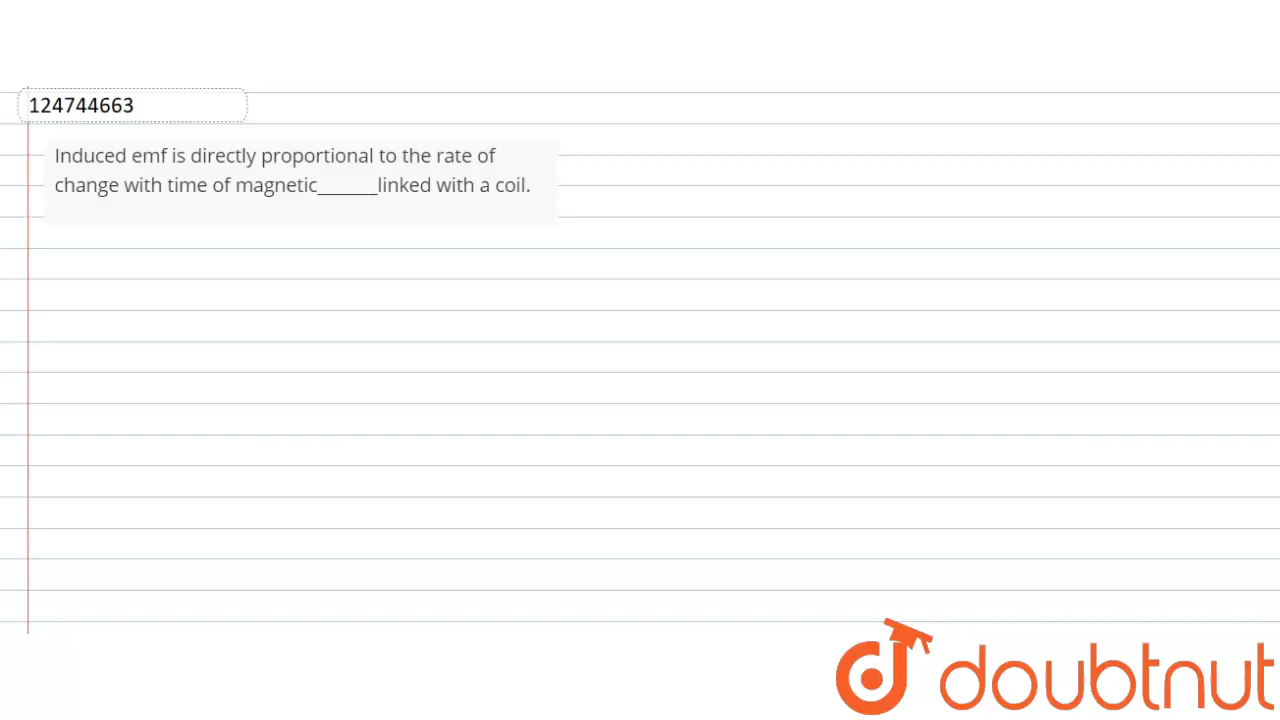 124744663
Induced emf is directly proportional to the rate of
change with time of magnetic_______linked with a coil.
doubtnut